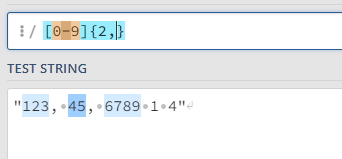 / [0-9]{2,}
TEST STRING
"123, 45, 6789 1 4"